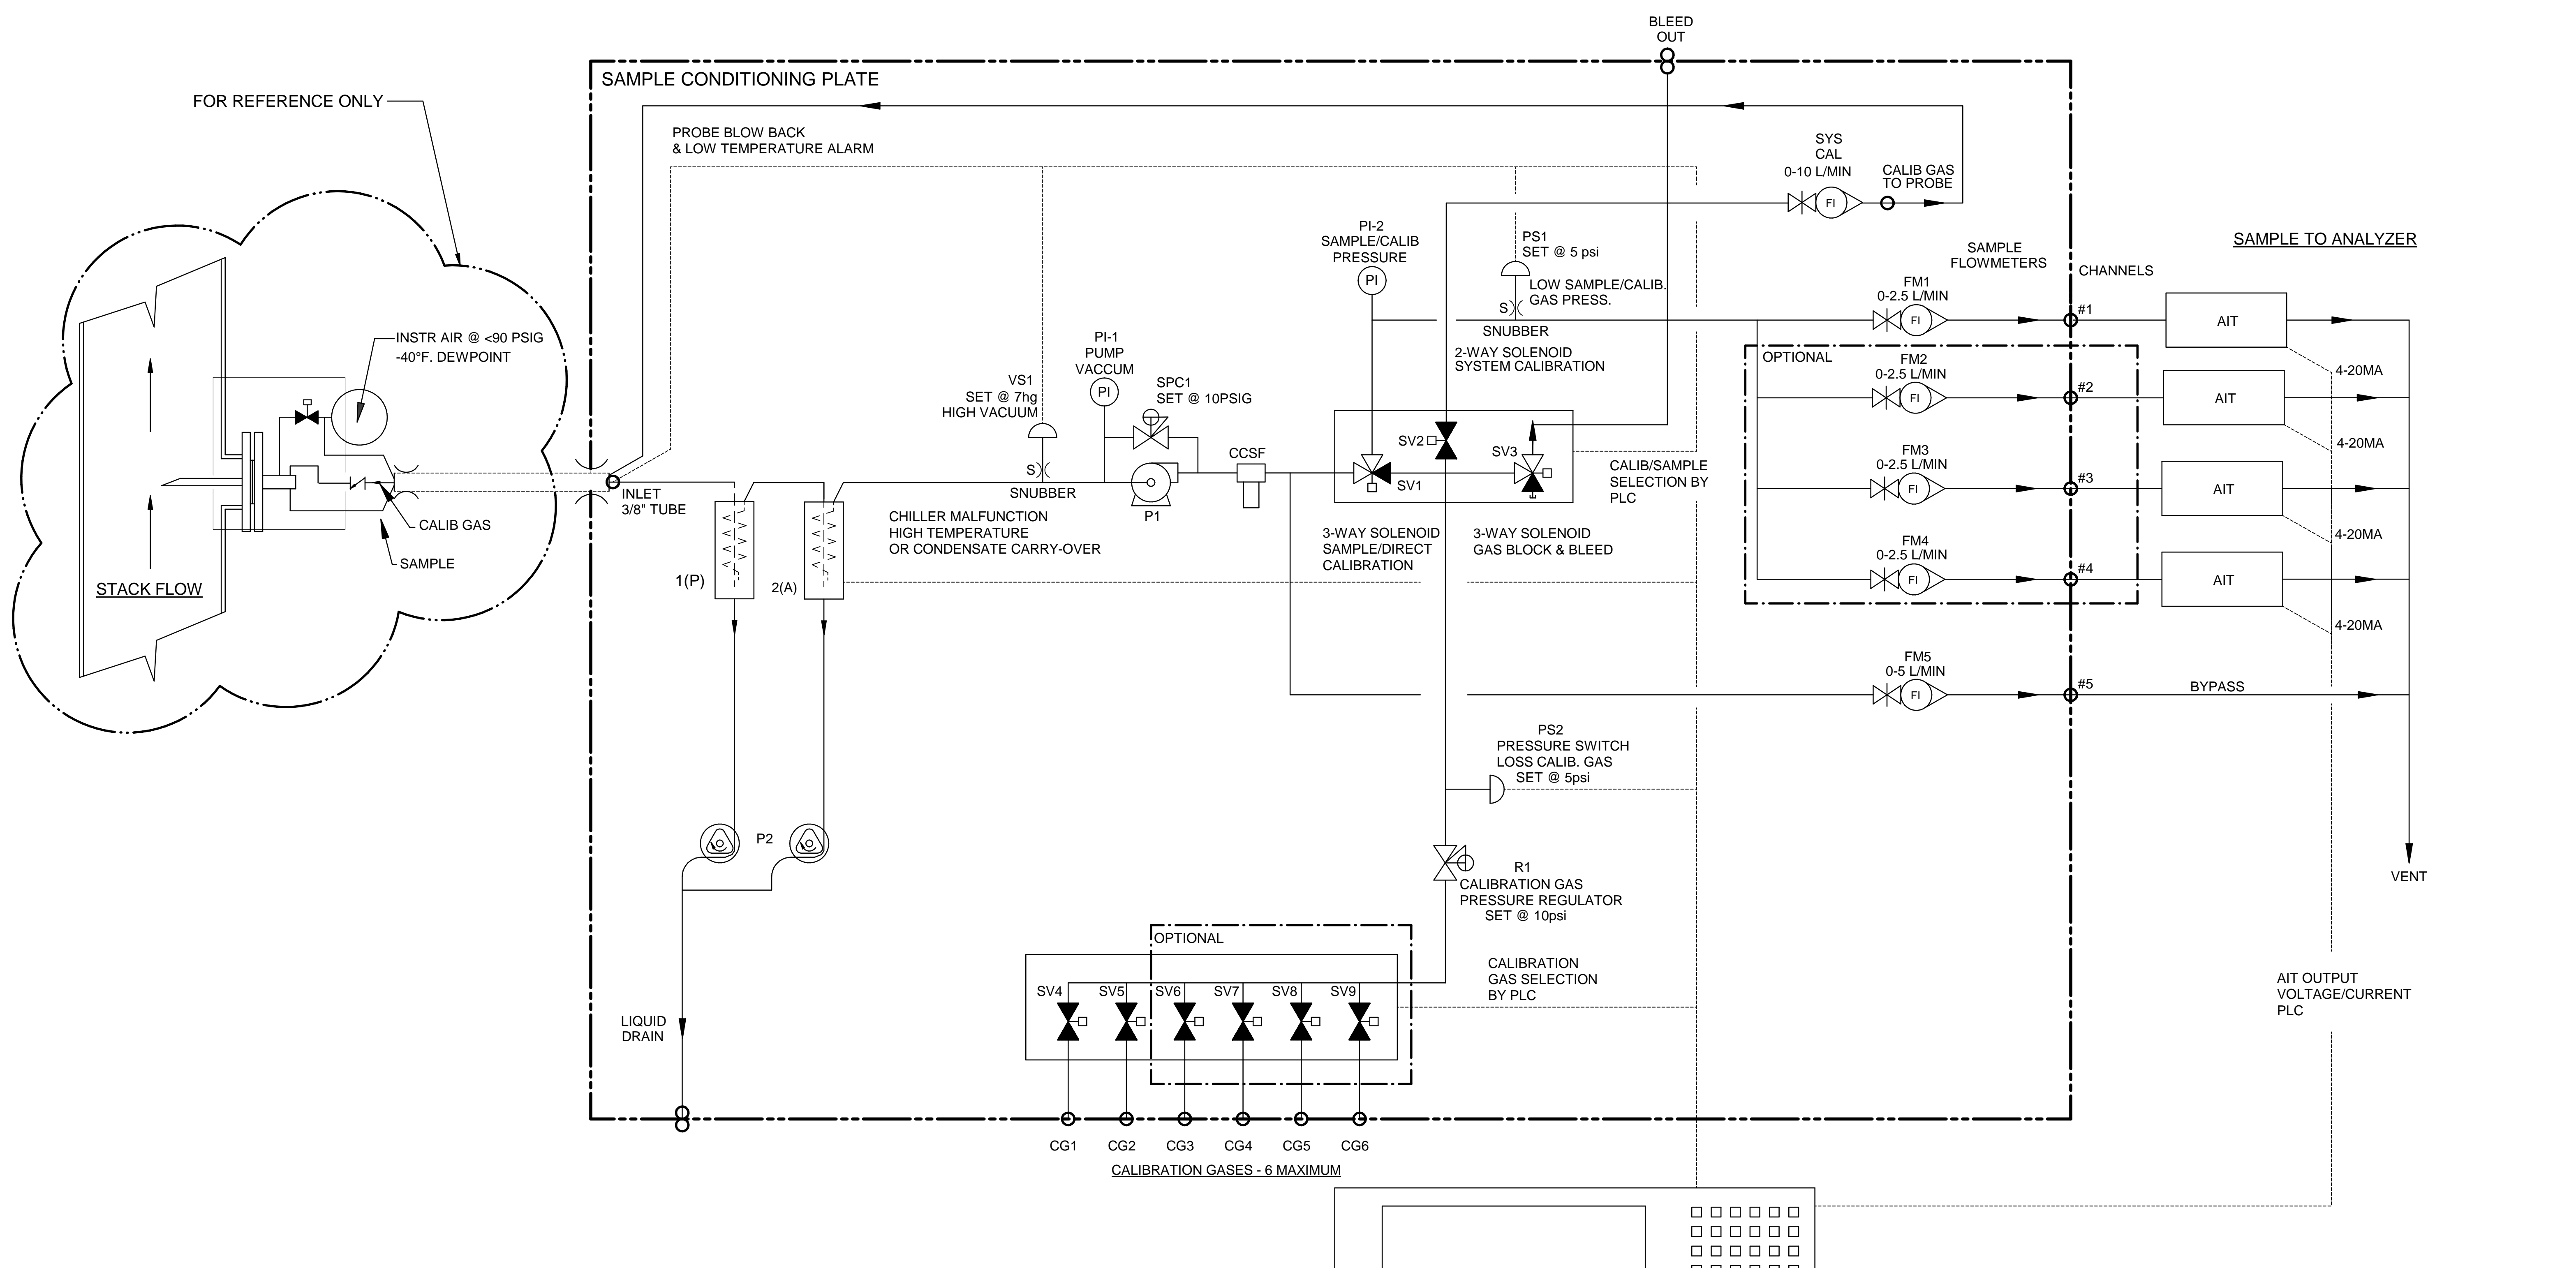 BLEED
OUT
SAMPLE CONDITIONING PLATE
FOR REFERENCE ONLY
PROBE BLOW BACK
& LOW TEMPERATURE ALARM
SYS
CAL
0-10 L/MIN
FI
CALIB GAS
TO PROBE
PI-2
SAMPLE/CALIB
PRESSURE
PI
PS1
SET @ 5 psi
LOW SAMPLE/CALIB.
GAS PRESS.
S
SNUBBER
SAMPLE
FLOWMETERS
CHANNELS
SAMPLE TO ANALYZER
FM1
0-2.5 L/MIN
FI
#1
AIT
4-20MA
OPTIONAL
FM2
0-2.5 L/MIN
FI
#2
AIT
4-20MA
FM3
0-2.5 L/MIN
FI
#3
AIT
4-20MA
FM4
0-2.5 L/MIN
FI
#4
AIT
4-20MA
FM5
0-5 L/MIN
FI
#5
BYPASS
VENT
INSTR AIR @ <90 PSIG
-40°F. DEWPOINT
CALIB GAS
SAMPLE
STACK FLOW
INLET
3/8" TUBE
1(P)
2(A)
VS1
SET @ 7hg
HIGH VACUUM
S
SNUBBER
PI-1
PUMP
VACCUM
PI
SPC1
SET @ 10PSIG
P1
CCSF
CHILLER MALFUNCTION
HIGH TEMPERATURE
OR CONDENSATE CARRY-OVER
2-WAY SOLENOID
SYSTEM CALIBRATION
SV2
SV3
SV1
CALIB/SAMPLE
SELECTION BY
PLC
3-WAY SOLENOID
SAMPLE/DIRECT
CALIBRATION
3-WAY SOLENOID
GAS BLOCK & BLEED
PS2
PRESSURE SWITCH
LOSS CALIB. GAS
SET @ 5psi
P2
R1
CALIBRATION GAS
PRESSURE REGULATOR
SET @ 10psi
OPTIONAL
CALIBRATION
GAS SELECTION
BY PLC
SV4
SV5
SV6
SV7
SV8
SV9
LIQUID
DRAIN
AIT OUTPUT
VOLTAGE/CURRENT
PLC
CG1
CG2
CG3
CG4
CG5
CG6
CALIBRATION GASES - 6 MAXIMUM